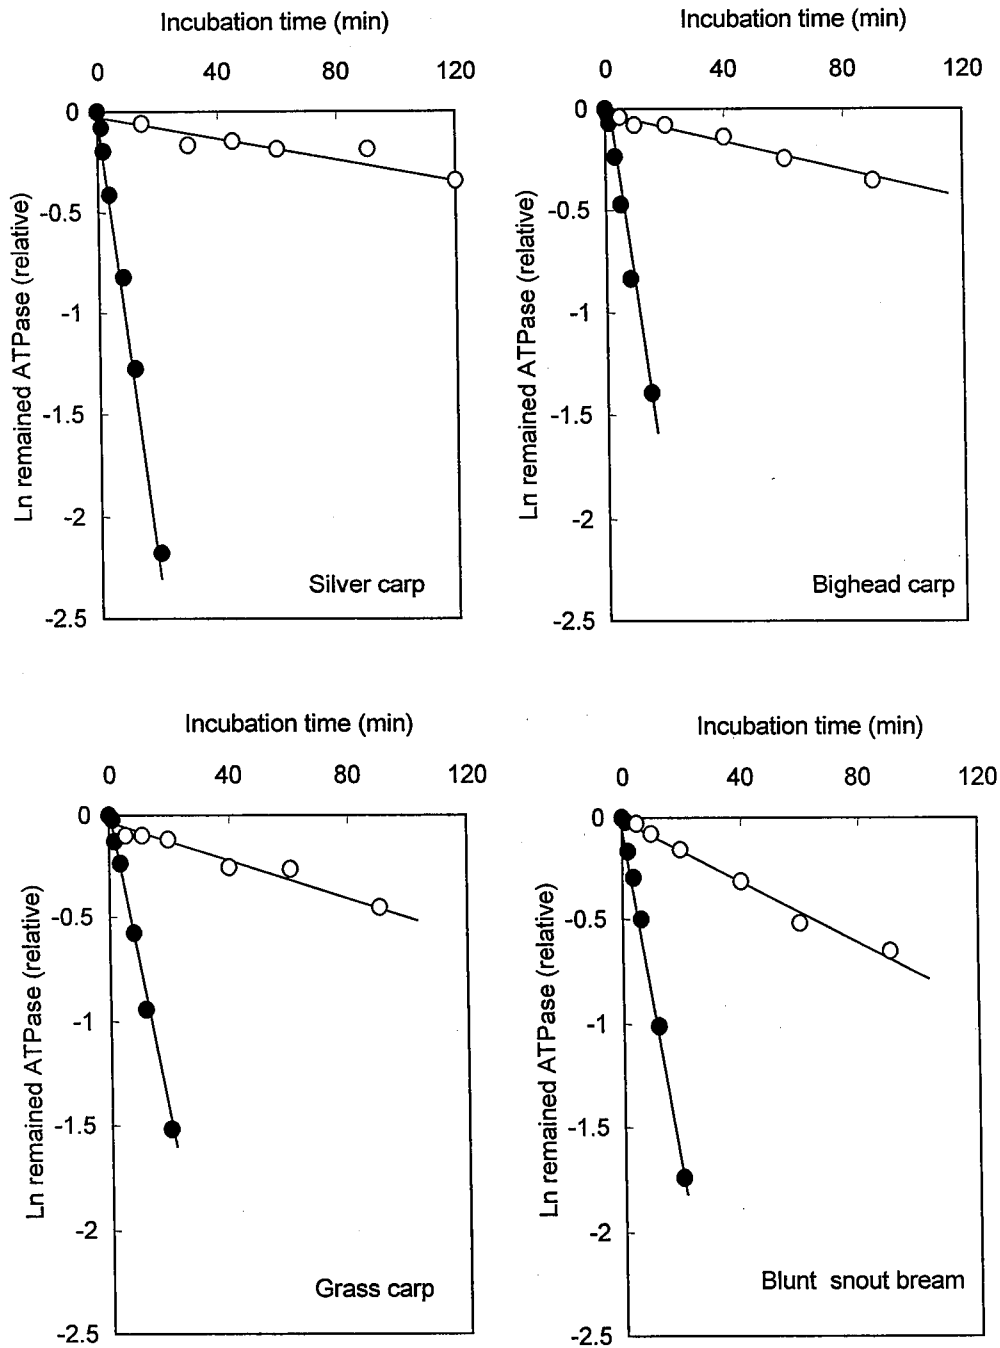 Incubation time (min)
0 40 80 120
0
-0.5
-1
-1.5
-2
-2.5
Ln remained ATPase (relative)
Silver carp
Incubation time (min)
0 40 80 120
0
-0.5
-1
-1.5
-2
-2.5
Ln remained ATPase (relative)
Bighead carp
Incubation time (min)
0 40 80 120
0
-0.5
-1
-1.5
-2
-2.5
Ln remained ATPase (relative)
Grass carp
Incubation time (min)
0 40 80 120
0
-0.5
-1
-1.5
-2
-2.5
Ln remained ATPase (relative)
Blunt snout bream